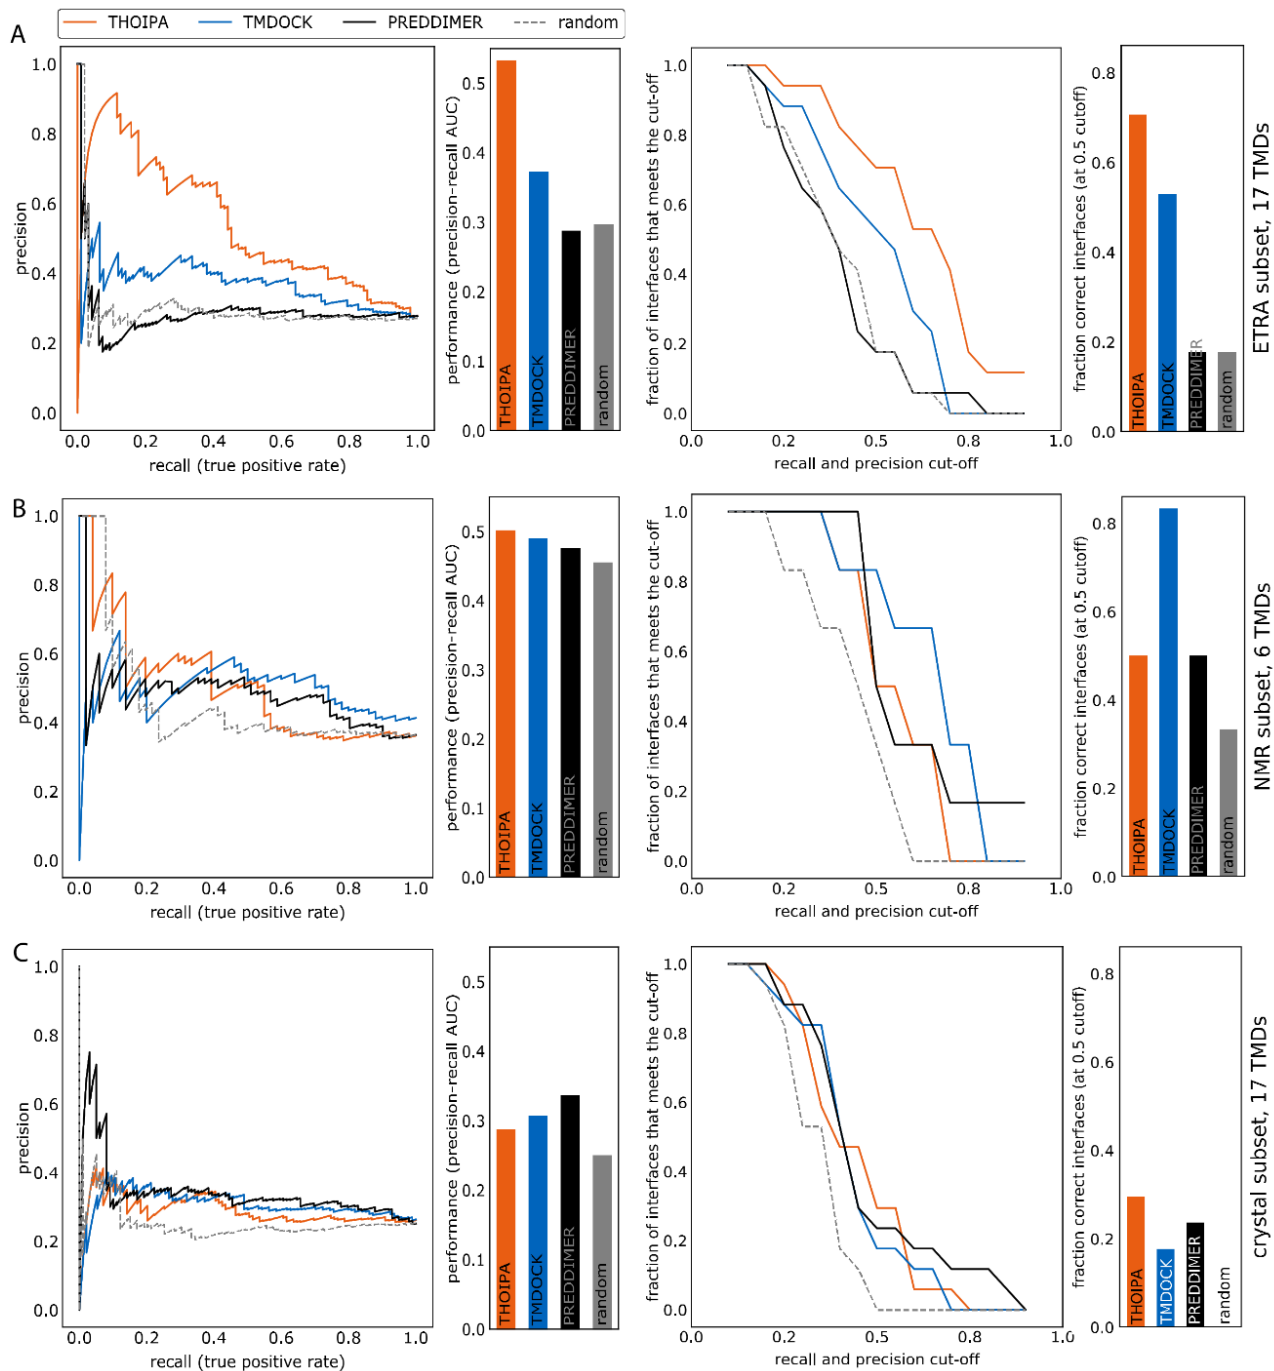 THOIPA TMDOCK PREDDIMER random
A
1.0
0.8
0.6
0.4
0.2
0.0
precision
0.0 0.2 0.4 0.6 0.8 1.0
recall (true positive rate)
0.5
0.4
0.3
0.2
0.1
0.0
performance (precision-recall AUC)
THOIPA
TMDOCK
PREDDIMER
random
1.0
0.8
0.6
0.4
0.2
0.0
fraction of interfaces that meets the cut-off
0.0 0.2 0.5 0.8 1.0
recall and precision cut-off
0.8
0.6
0.4
0.2
0.0
fraction correct interfaces (at 0.5 cutoff)
THOIPA
TMDOCK
PREDDIMER
random
ETRA subset, 17 TMDs
B
1.0
0.8
0.6
0.4
0.2
0.0
precision
0.0 0.2 0.4 0.6 0.8 1.0
recall (true positive rate)
0.5
0.4
0.3
0.2
0.1
0.0
performance (precision-recall AUC)
THOIPA
TMDOCK
PREDDIMER
random
1.0
0.8
0.6
0.4
0.2
0.0
fraction of interfaces that meets the cut-off
0.0 0.2 0.5 0.8 1.0
recall and precision cut-off
0.8
0.6
0.4
0.2
0.0
fraction correct interfaces (at 0.5 cutoff)
THOIPA
TMDOCK
PREDDIMER
random
NMR subset, 6 TMDs
C
1.0
0.8
0.6
0.4
0.2
0.0
precision
0.0 0.2 0.4 0.6 0.8 1.0
recall (true positive rate)
0.5
0.4
0.3
0.2
0.1
0.0
performance (precision-recall AUC)
THOIPA
TMDOCK
PREDDIMER
random
1.0
0.8
0.6
0.4
0.2
0.0
fraction of interfaces that meets the cut-off
0.0 0.2 0.5 0.8 1.0
recall and precision cut-off
0.8
0.6
0.4
0.2
0.0
fraction correct interfaces (at 0.5 cutoff)
THOIPA
TMDOCK
PREDDIMER
random
crystal subset, 17 TMDs